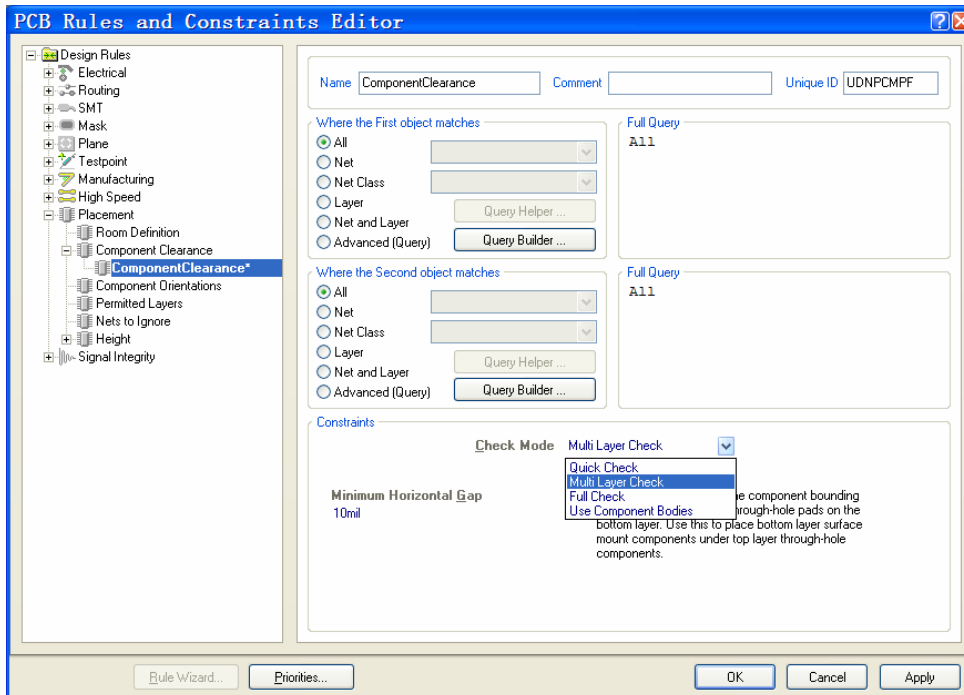 PCB Rules and Constraints Editor
Design Rules
Electrical
Routing
SMT
Mask
Plane
Testpoint
Manufacturing
High Speed
Placement
Room Definition
Component Clearance
ComponentClearance*
Component Orientations
Permitted Layers
Nets to Ignore
Height
Signal Integrity
Name ComponentClearance Comment Unique ID UDNPCMPF
Where the First object matches
All
Net
Net Class
Layer
Net and Layer
Advanced (Query)
Query Helper ...
Query Builder ...
Full Query
All
Where the Second object matches
All
Net
Net Class
Layer
Net and Layer
Advanced (Query)
Query Helper ...
Query Builder ...
Full Query
All
Constraints
Check Mode Multi Layer Check
Quick Check
Multi Layer Check
Full Check
Use Component Bodies
Minimum Horizontal Gap
10mil
component bounding
pads on the
bottom layer. Use this to place bottom layer surface
mount components under top layer through-hole
components.
Rule Wizard... Priorities... OK Cancel Apply